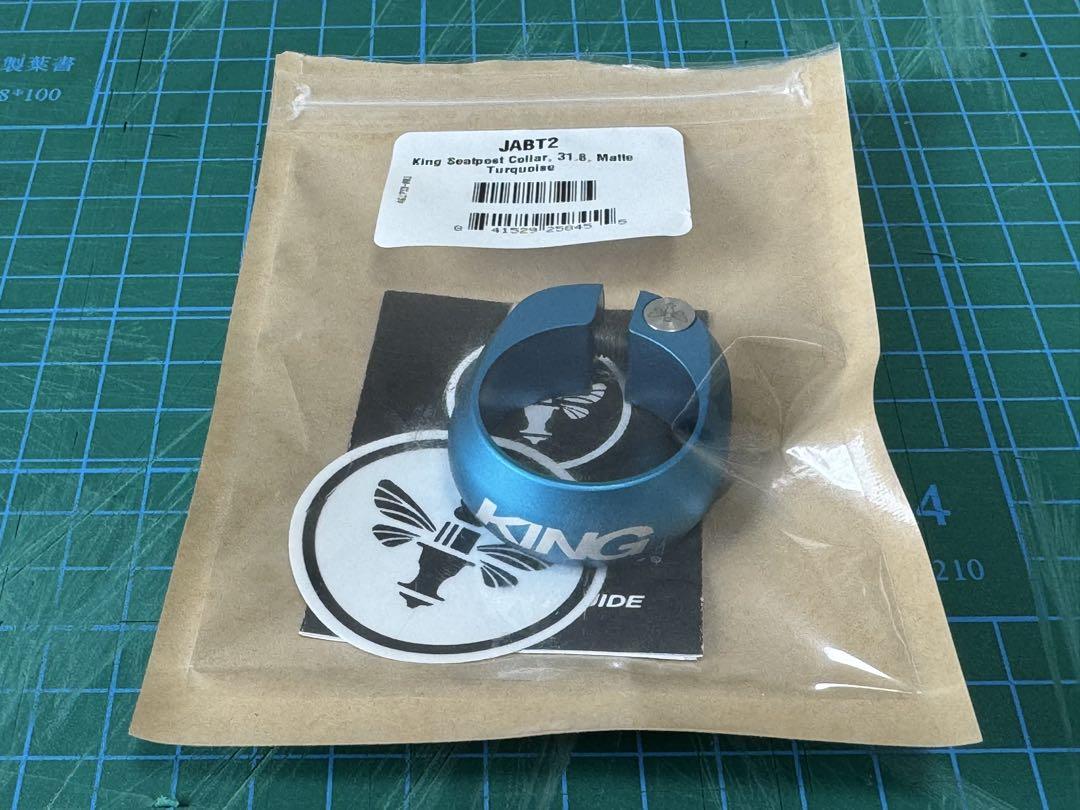 製葉書
8*100
JABT2
King Seatpost Collar, 31.8, Matte
Turquoise
0 41529 25845 5
KING
UIDE
4
210